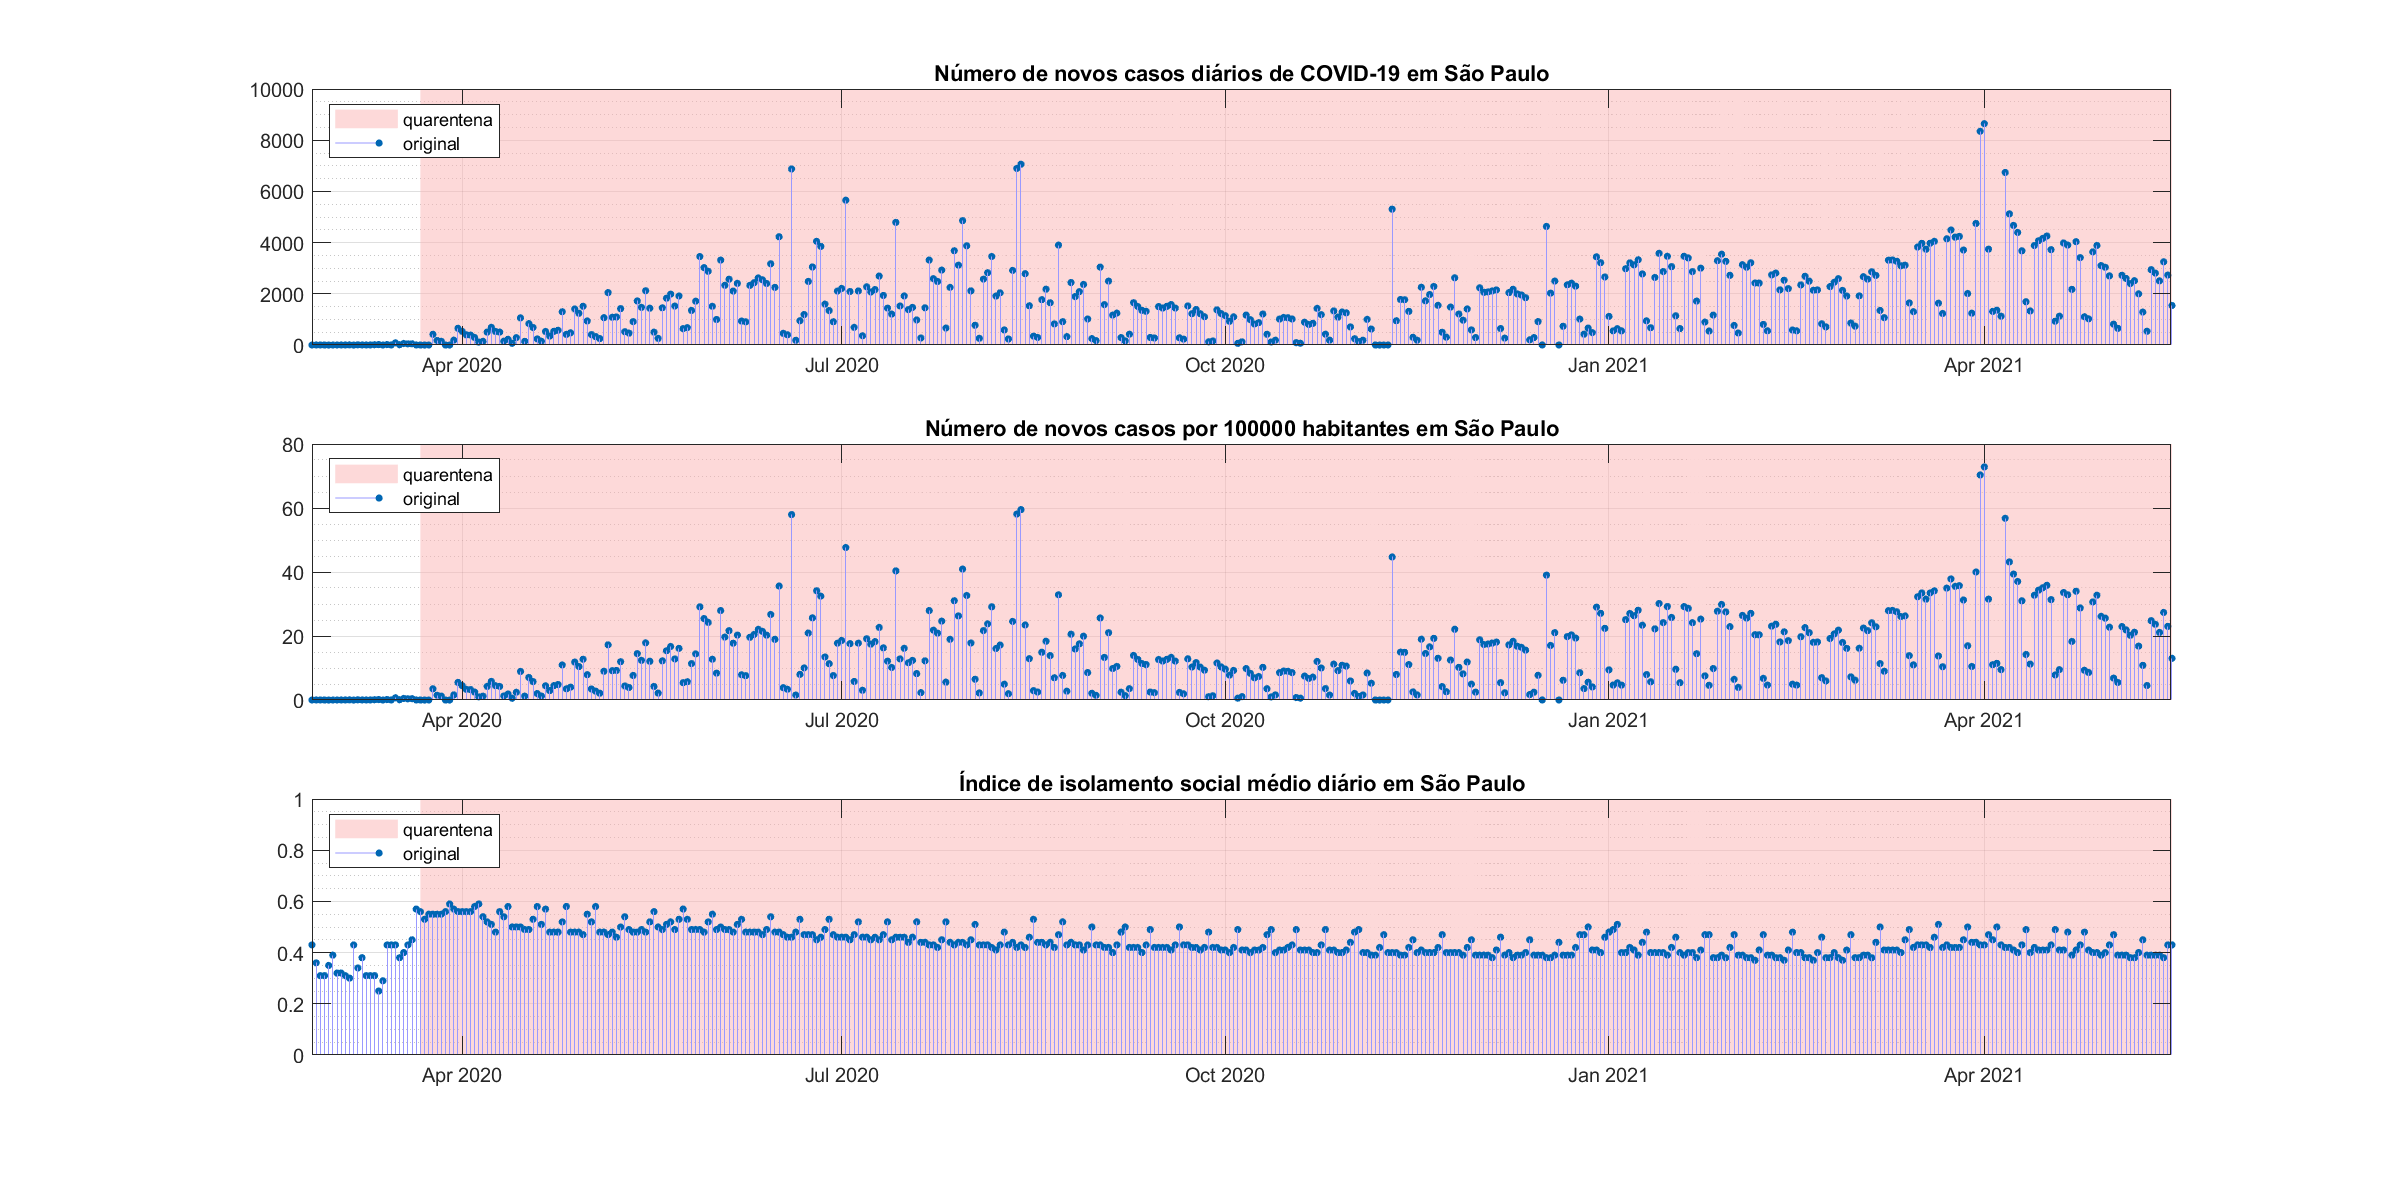 Número de novos casos diários de COVID-19 em São Paulo
10000
8000
6000
4000
2000
0
quarentena
original
Apr 2020 Jul 2020 Oct 2020 Jan 2021 Apr 2021
Número de novos casos por 100000 habitantes em São Paulo
80
60
40
20
0
quarentena
original
Apr 2020 Jul 2020 Oct 2020 Jan 2021 Apr 2021
Índice de isolamento social médio diário em São Paulo
1
0.8
0.6
0.4
0.2
0
quarentena
original
Apr 2020 Jul 2020 Oct 2020 Jan 2021 Apr 2021